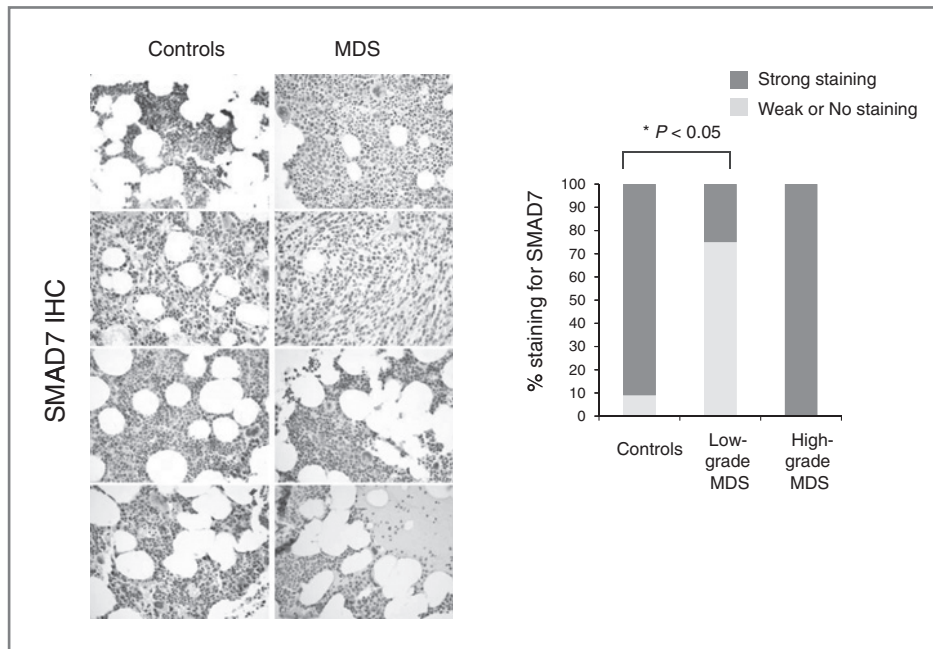 Controls
MDS
SMAD7 IHC
Strong staining
Weak or No staining
* P < 0.05
% staining for SMAD7
100
90
80
70
60
50
40
30
20
10
0
Controls
Low-
grade
MDS
High-
grade
MDS